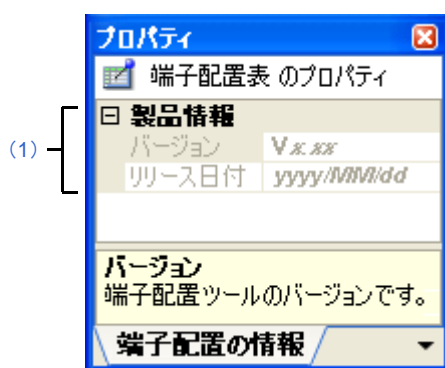 プロパティ
端子配置表 のプロパティ
(1)
製品情報
バージョン V x.xx
リリース日付 yyyy/MM/dd
バージョン
端子配置ツールのバージョンです。
端子配置の情報